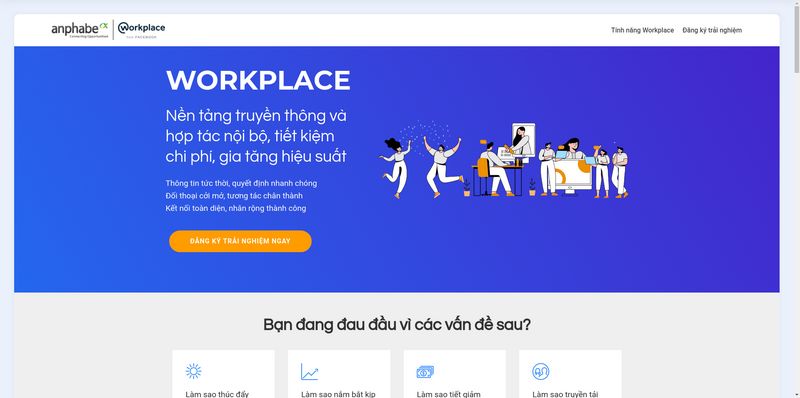 anphabe
Connecting Opportunities
Workplace
from FACEBOOK
Tính năng Workplace
Đăng ký trải nghiệm
WORKPLACE
Nền tảng truyền thông và
hợp tác nội bộ, tiết kiệm
chi phí, gia tăng hiệu suất
Thông tin tức thời, quyết định nhanh chóng
Đối thoại cởi mở, tương tác chân thành
Kết nối toàn diện, nhân rộng thành công
ĐĂNG KÝ TRẢI NGHIỆM NGAY
Bạn đang đau đầu vì các vấn đề sau?
Làm sao thúc đẩy
Làm sao nắm bắt kịp
Làm sao tiết giảm
Làm sao truyền tải